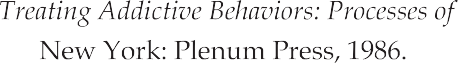 Treating Addictive Behaviors: Processes of
New York: Plenum Press, 1986.